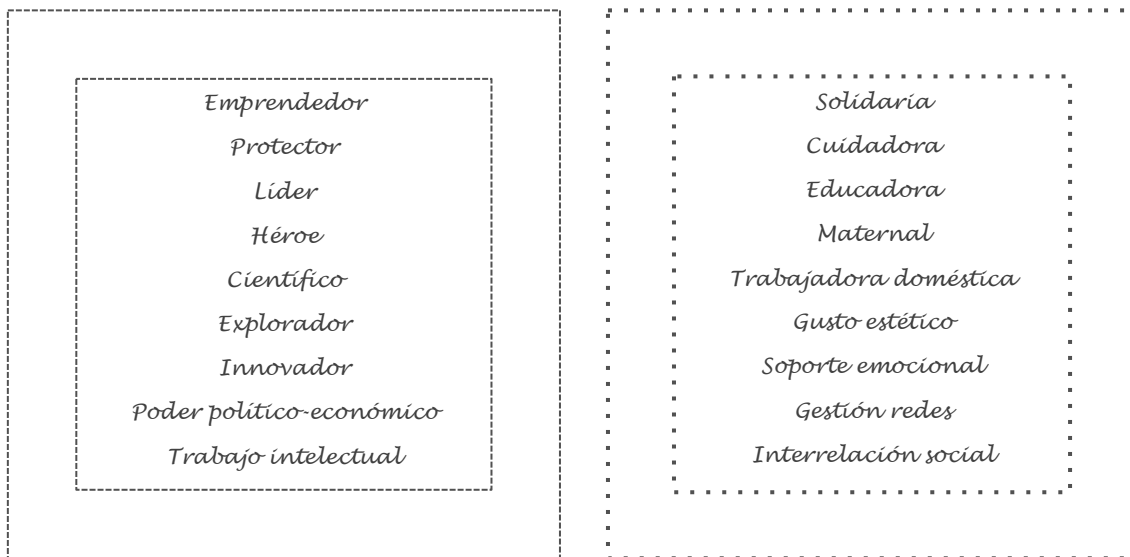 Emprendedor
Protector
Líder
Héroe
Científico
Explorador
Innovador
Poder político-económico
Trabajo intelectual
Solidaria
Cuidadora
Educadora
Maternal
Trabajadora doméstica
Gusto estético
Soporte emocional
Gestión redes
Interrelación social